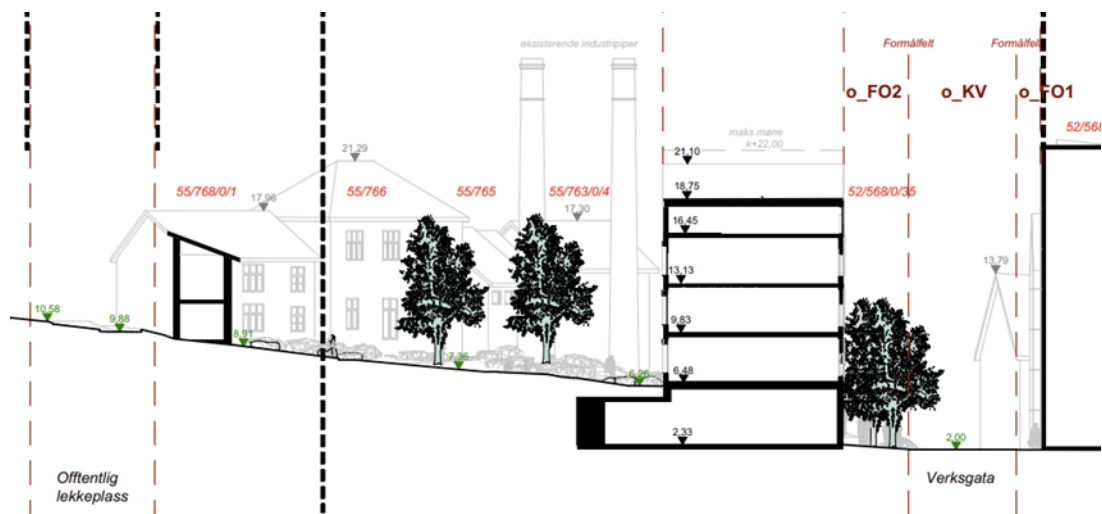 eksisterende industripiper
Formålfelt
Formålfelt
o_FO2
o_KV
o_FO1
maks møne
k+22,00
52/568
21,29
21,10
55/768/0/1
55/766
55/765
55/763/0/4
18,75
52/568/0/35
17,96
17,30
16,45
13,13
13,79
10,58
9,88
9,83
8,91
7,36
6,26
6,48
2,33
2,00
Offtentlig
lekkeplass
Verksgata